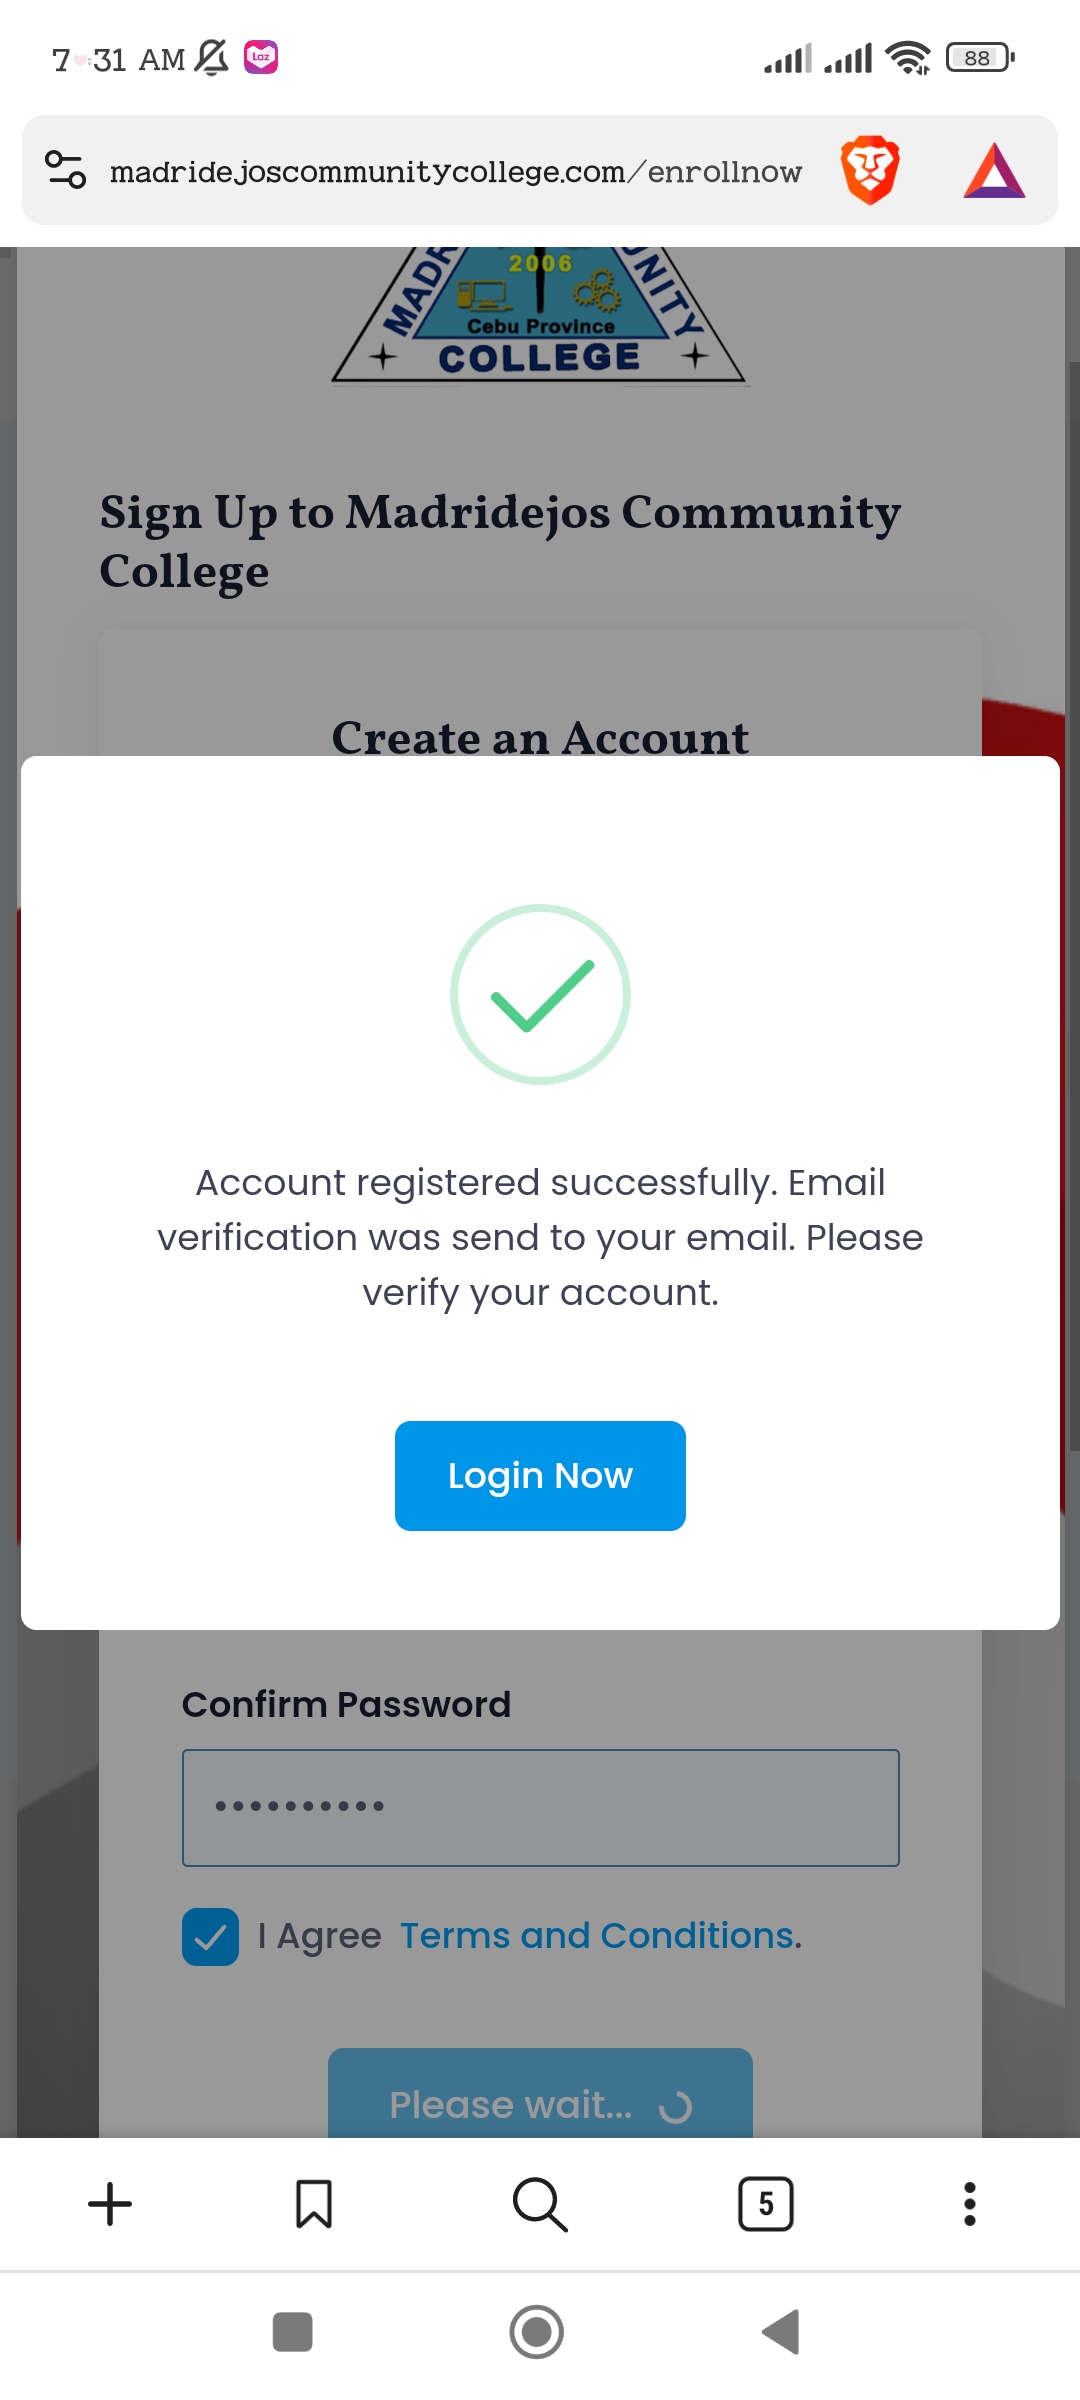 7:31 AM
Laz
88
madridejoscommunitycollege.com/enrollnow
2006
Cebu Province
COLLEGE
Sign Up to Madridejos Community
College
Create an Account
Account registered successfully. Email
verification was send to your email. Please
verify your account.
Login Now
Confirm Password
I Agree Terms and Conditions.
Please wait...
5